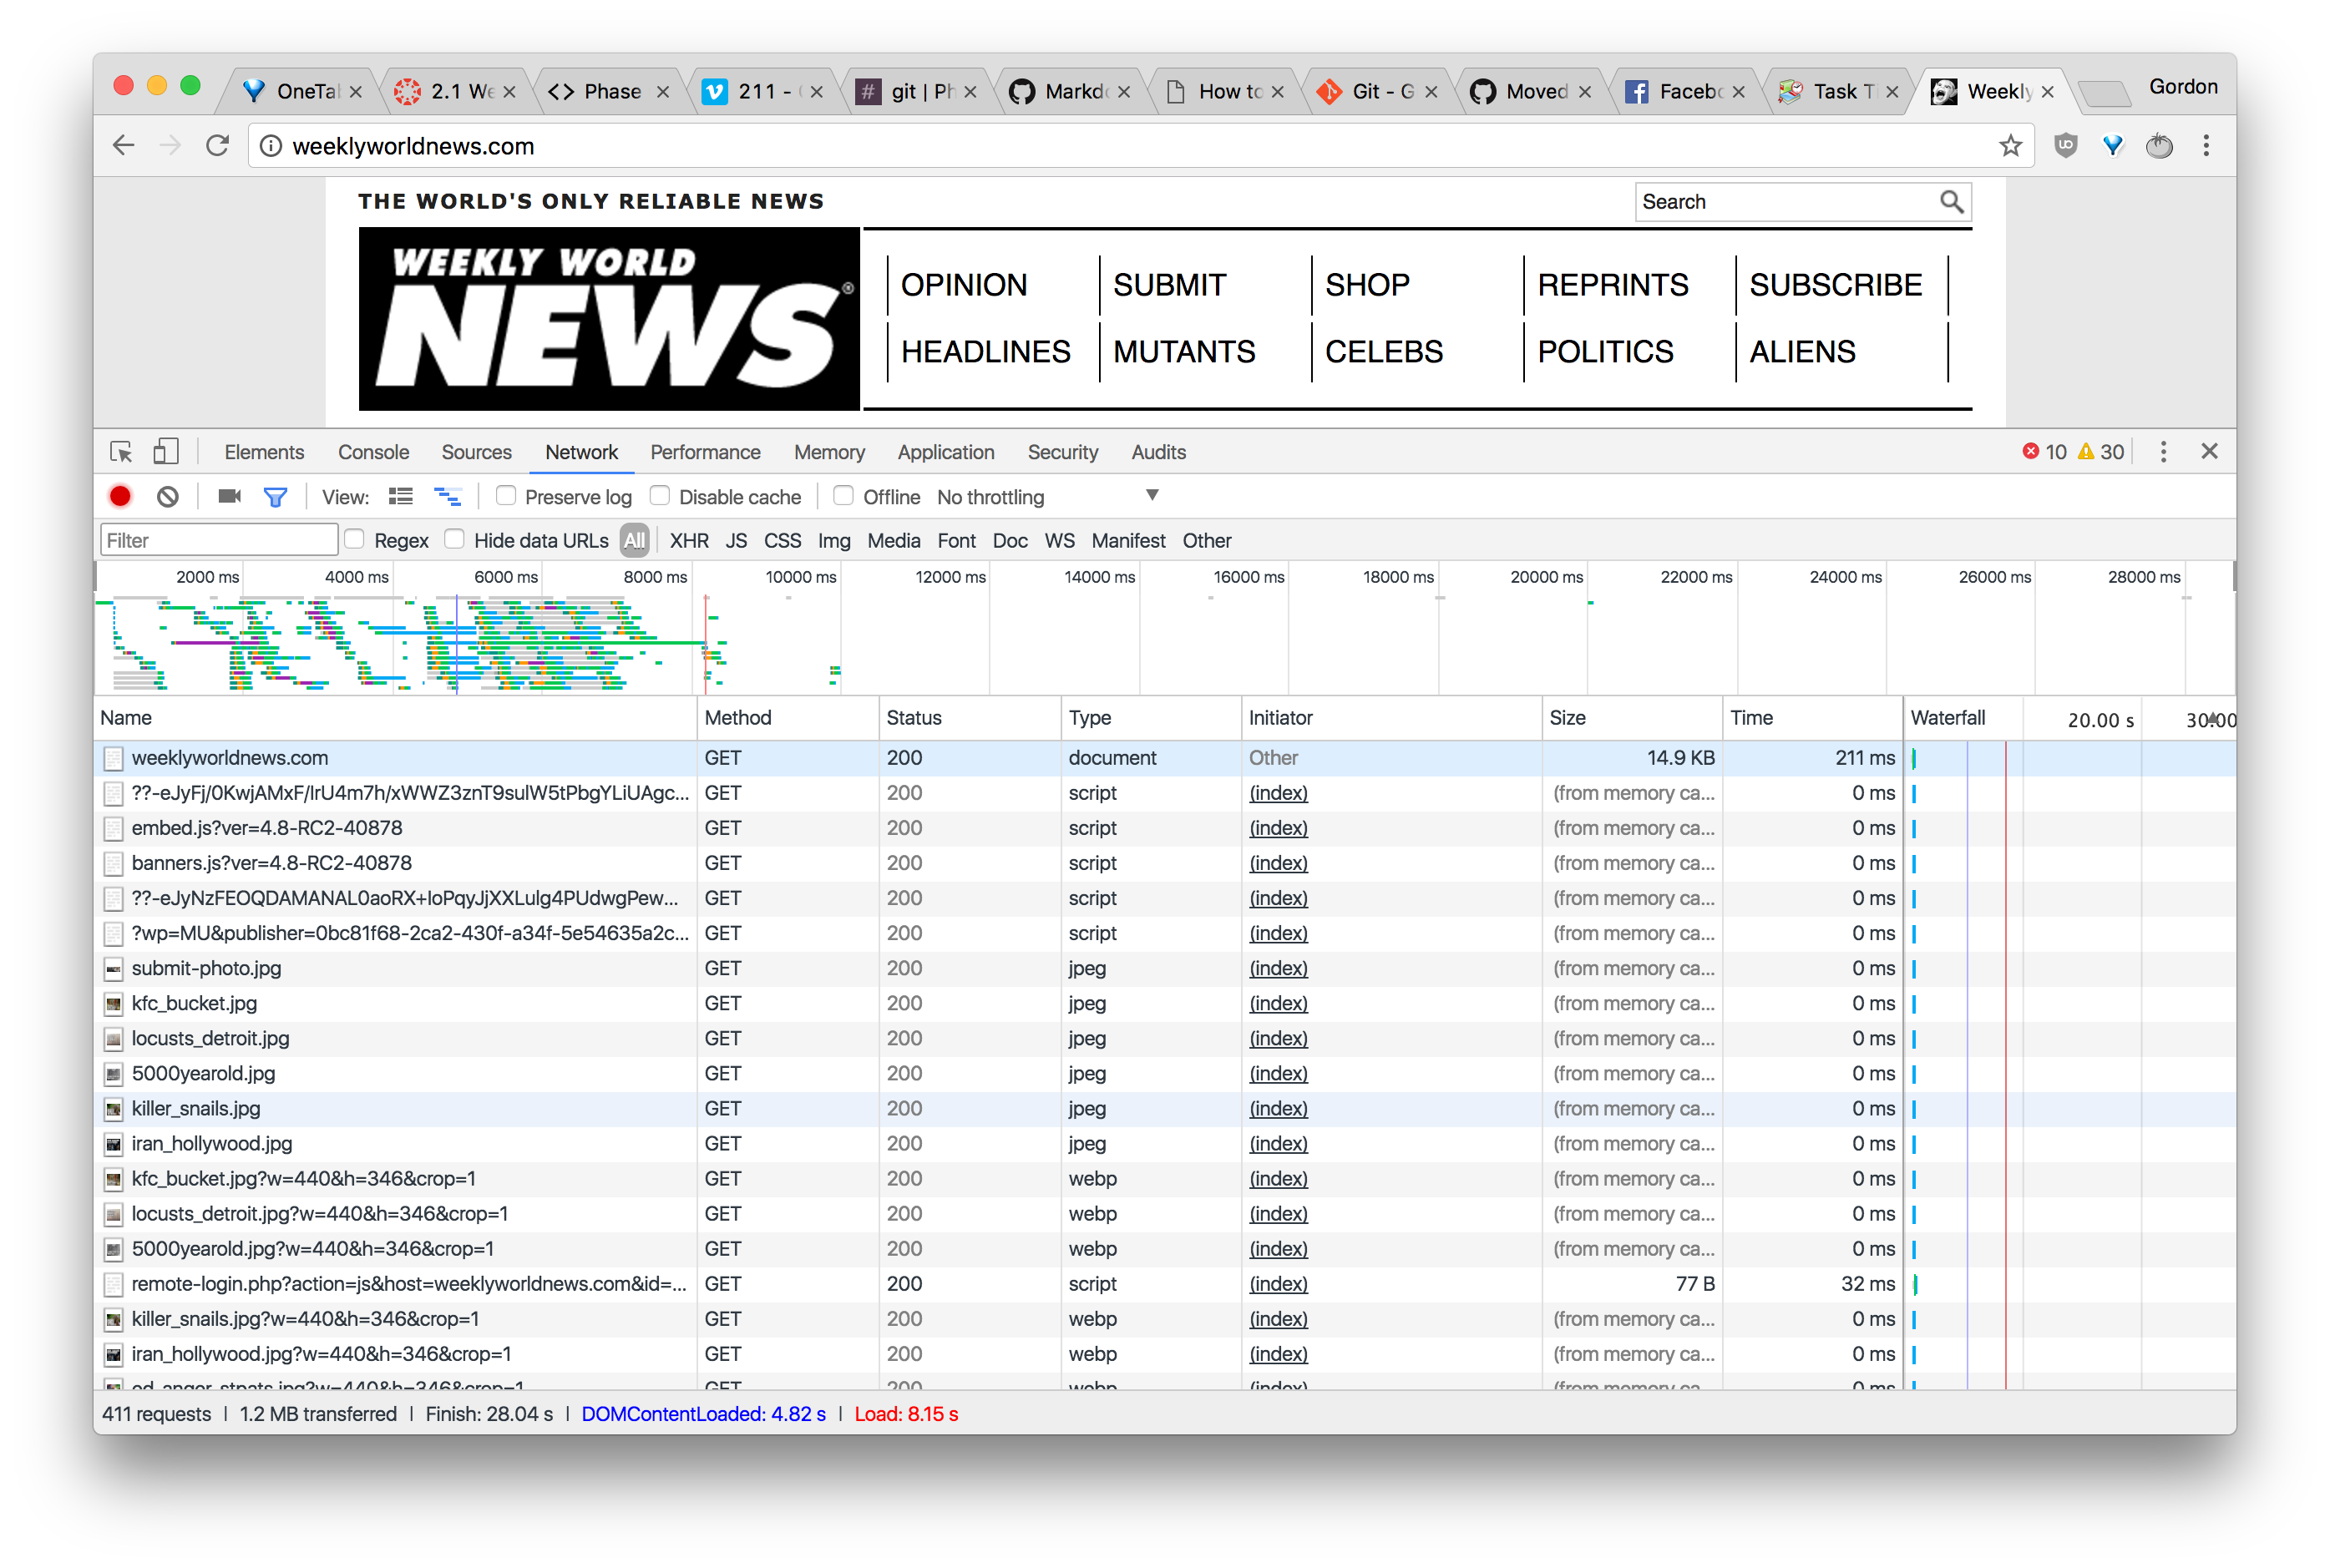 OneTab 2.1 We <> Phase 211 - ( # git | Ph Markdo How to Git - G Moved Facebo Task Ti Weekly Gordon
weeklyworldnews.com
THE WORLD'S ONLY RELIABLE NEWS Search
WEEKLY WORLD
NEWS®
OPINION SUBMIT SHOP REPRINTS SUBSCRIBE
HEADLINES MUTANTS CELEBS POLITICS ALIENS
Elements Console Sources Network Performance Memory Application Security Audits 10 30
View: Preserve log Disable cache Offline No throttling
Filter Regex Hide data URLs All XHR JS CSS Img Media Font Doc WS Manifest Other
2000 ms 4000 ms 6000 ms 8000 ms 10000 ms 12000 ms 14000 ms 16000 ms 18000 ms 20000 ms 22000 ms 24000 ms 26000 ms 28000 ms
Name Method Status Type Initiator Size Time Waterfall 20.00 s 30.00
weeklyworldnews.com GET 200 document Other 14.9 KB 211 ms
??-eJyFj/0KwjAMxF/IrU4m7h/xWWZ3znT9sulW5tPbgYLiUAgc... GET 200 script (index) (from memory ca... 0 ms
embed.js?ver=4.8-RC2-40878 GET 200 script (index) (from memory ca... 0 ms
banners.js?ver=4.8-RC2-40878 GET 200 script (index) (from memory ca... 0 ms
??-eJyNzFEOQDAMANAL0aoRX+IoPqyJjXXLulg4PUdwgPew... GET 200 script (index) (from memory ca... 0 ms
?wp=MU&publisher=0bc81f68-2ca2-430f-a34f-5e54635a2c... GET 200 script (index) (from memory ca... 0 ms
submit-photo.jpg GET 200 jpeg (index) (from memory ca... 0 ms
kfc_bucket.jpg GET 200 jpeg (index) (from memory ca... 0 ms
locusts_detroit.jpg GET 200 jpeg (index) (from memory ca... 0 ms
5000yearold.jpg GET 200 jpeg (index) (from memory ca... 0 ms
killer_snails.jpg GET 200 jpeg (index) (from memory ca... 0 ms
iran_hollywood.jpg GET 200 jpeg (index) (from memory ca... 0 ms
kfc_bucket.jpg?w=440&h=346&crop=1 GET 200 webp (index) (from memory ca... 0 ms
locusts_detroit.jpg?w=440&h=346&crop=1 GET 200 webp (index) (from memory ca... 0 ms
5000yearold.jpg?w=440&h=346&crop=1 GET 200 webp (index) (from memory ca... 0 ms
remote-login.php?action=js&host=weeklyworldnews.com&id=... GET 200 script (index) 77 B 32 ms
killer_snails.jpg?w=440&h=346&crop=1 GET 200 webp (index) (from memory ca... 0 ms
iran_hollywood.jpg?w=440&h=346&crop=1 GET 200 webp (index) (from memory ca... 0 ms
ed_anger_stpats.jpg?w=440&h=346&crop=1 GET 200 webp (index) (from memory ca... 0 ms
411 requests | 1.2 MB transferred | Finish: 28.04 s | DOMContentLoaded: 4.82 s | Load: 8.15 s